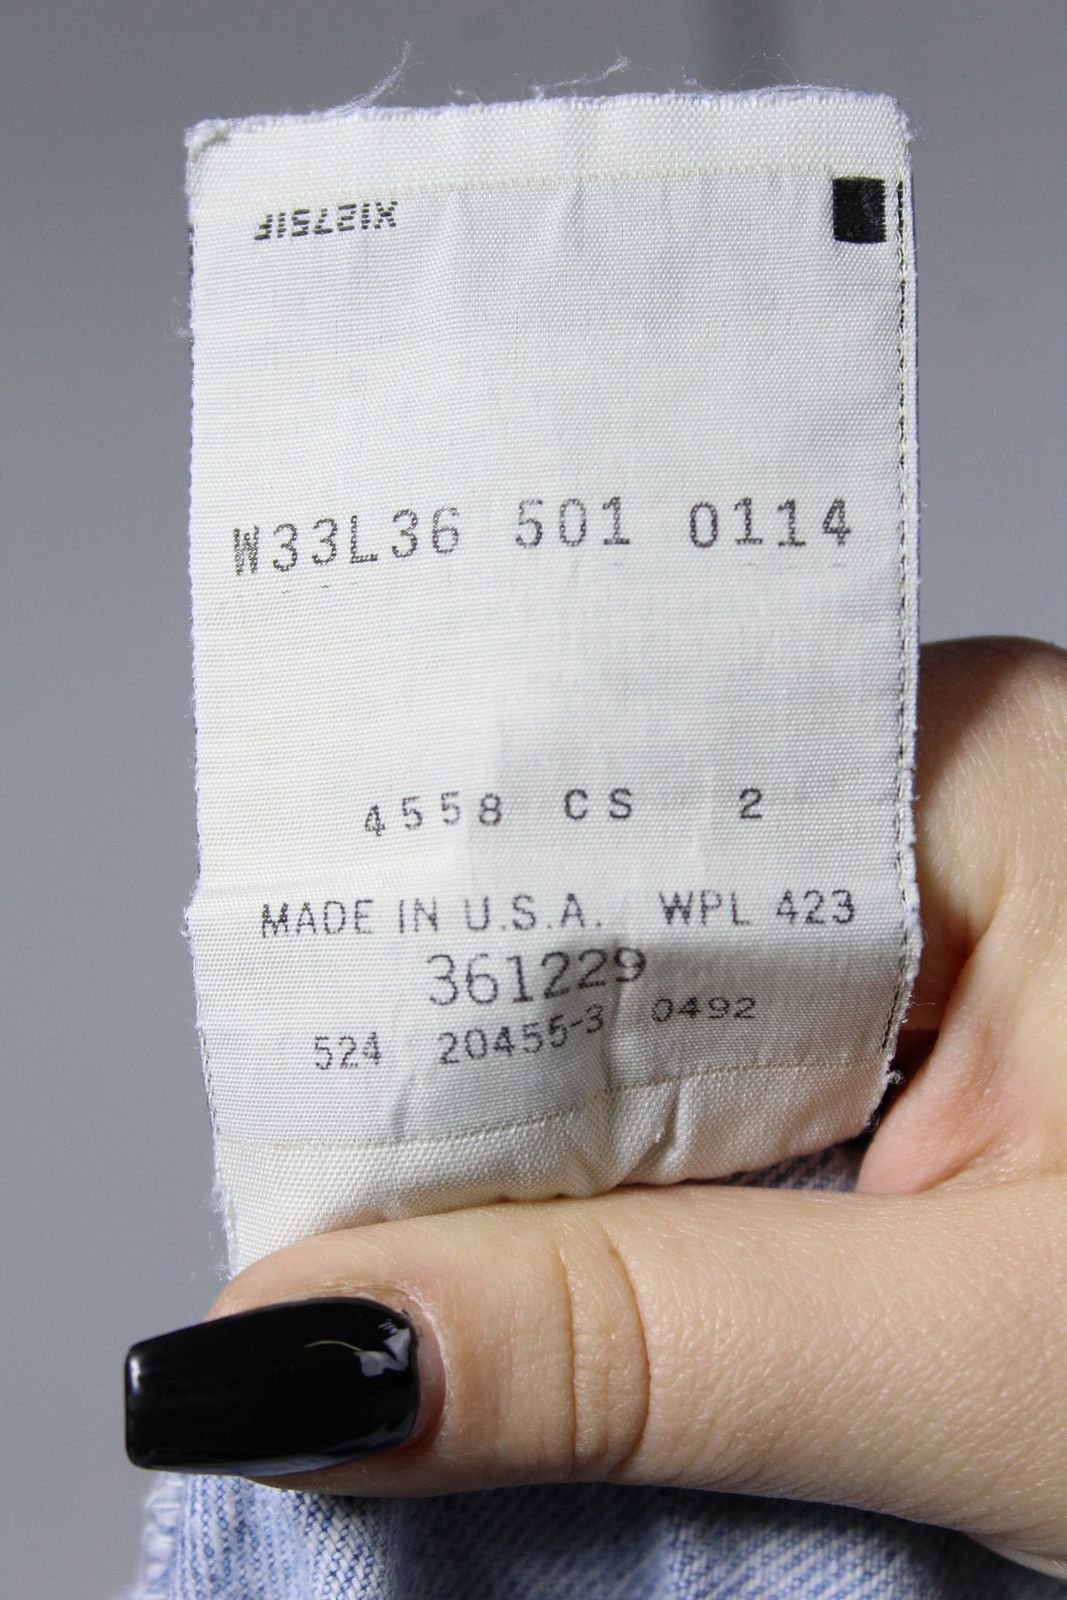 W33L36 501 0114
4558 CS 2
MADE IN U.S.A. WPL 423
361229
524 20455-3 0492